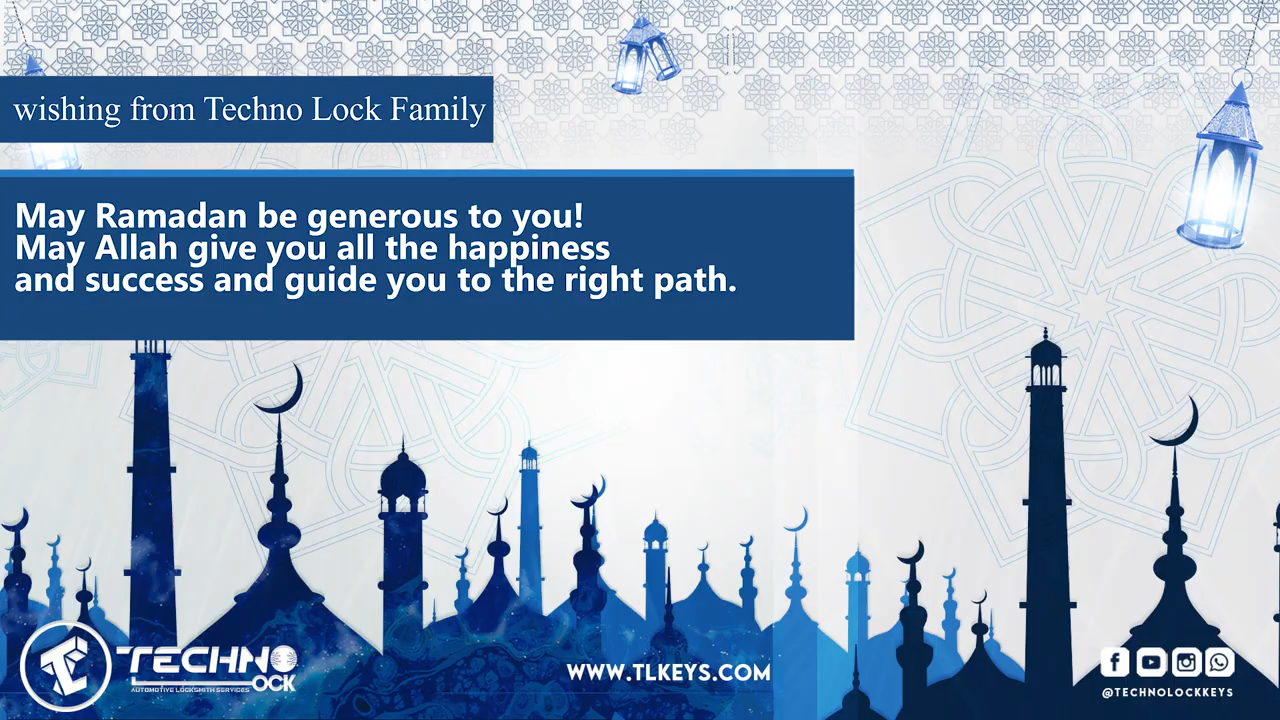 wishing from Techno Lock Family
May Ramadan be generous to you!
May Allah give you all the happiness
and success and guide you to the right path.
TECHNO
LOCK
AUTOMOTIVE LOCKSMITH SERVICES
WWW.TLKEYS.COM
@TECHNOLOCKKEYS